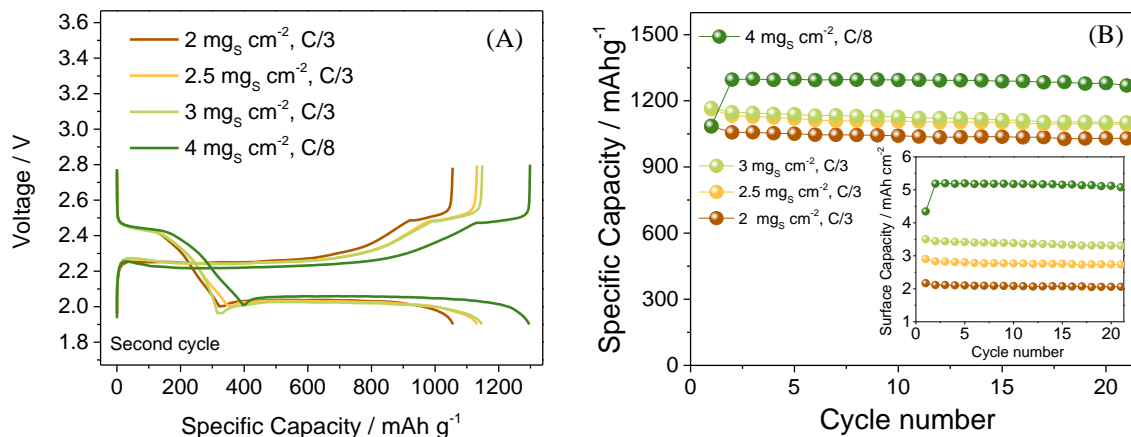 (A)
2 mgS cm-2, C/3
2.5 mgS cm-2, C/3
3 mgS cm-2, C/3
4 mgS cm-2, C/8
3.6
3.4
3.2
3.0
2.8
2.6
2.4
2.2
2.0
1.8
Voltage / V
Second cycle
0 200 400 600 800 1000 1200
Specific Capacity / mAh g-1
(B)
4 mgS cm-2, C/8
3 mgS cm-2, C/3
2.5 mgS cm-2, C/3
2 mgS cm-2, C/3
1500
1200
900
600
300
0
Specific Capacity / mAhg-1
0 5 10 15 20
Cycle number
6
5
4
3
2
1
Surface Capacity / mAh cm-2
0 5 10 15 20
Cycle number